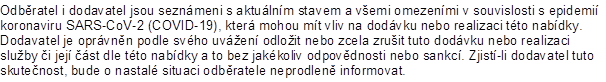 Odběratel i dodavatel jsou seznámeni s aktuálním stavem a všemi omezeními v souvislosti s epidemií
koronaviru SARS-CoV-2 (COVID-19), která mohou mít vliv na dodávku nebo realizaci této nabídky.
Dodavatel je oprávněn podle svého uvážení odložit nebo zcela zrušit tuto dodávku nebo realizaci
služby či její část dle této nabídky a to bez jakékoliv odpovědnosti nebo sankcí. Zjistí-li dodavatel tuto
skutečnost, bude o nastalé situaci odběratele neprodleně informovat.